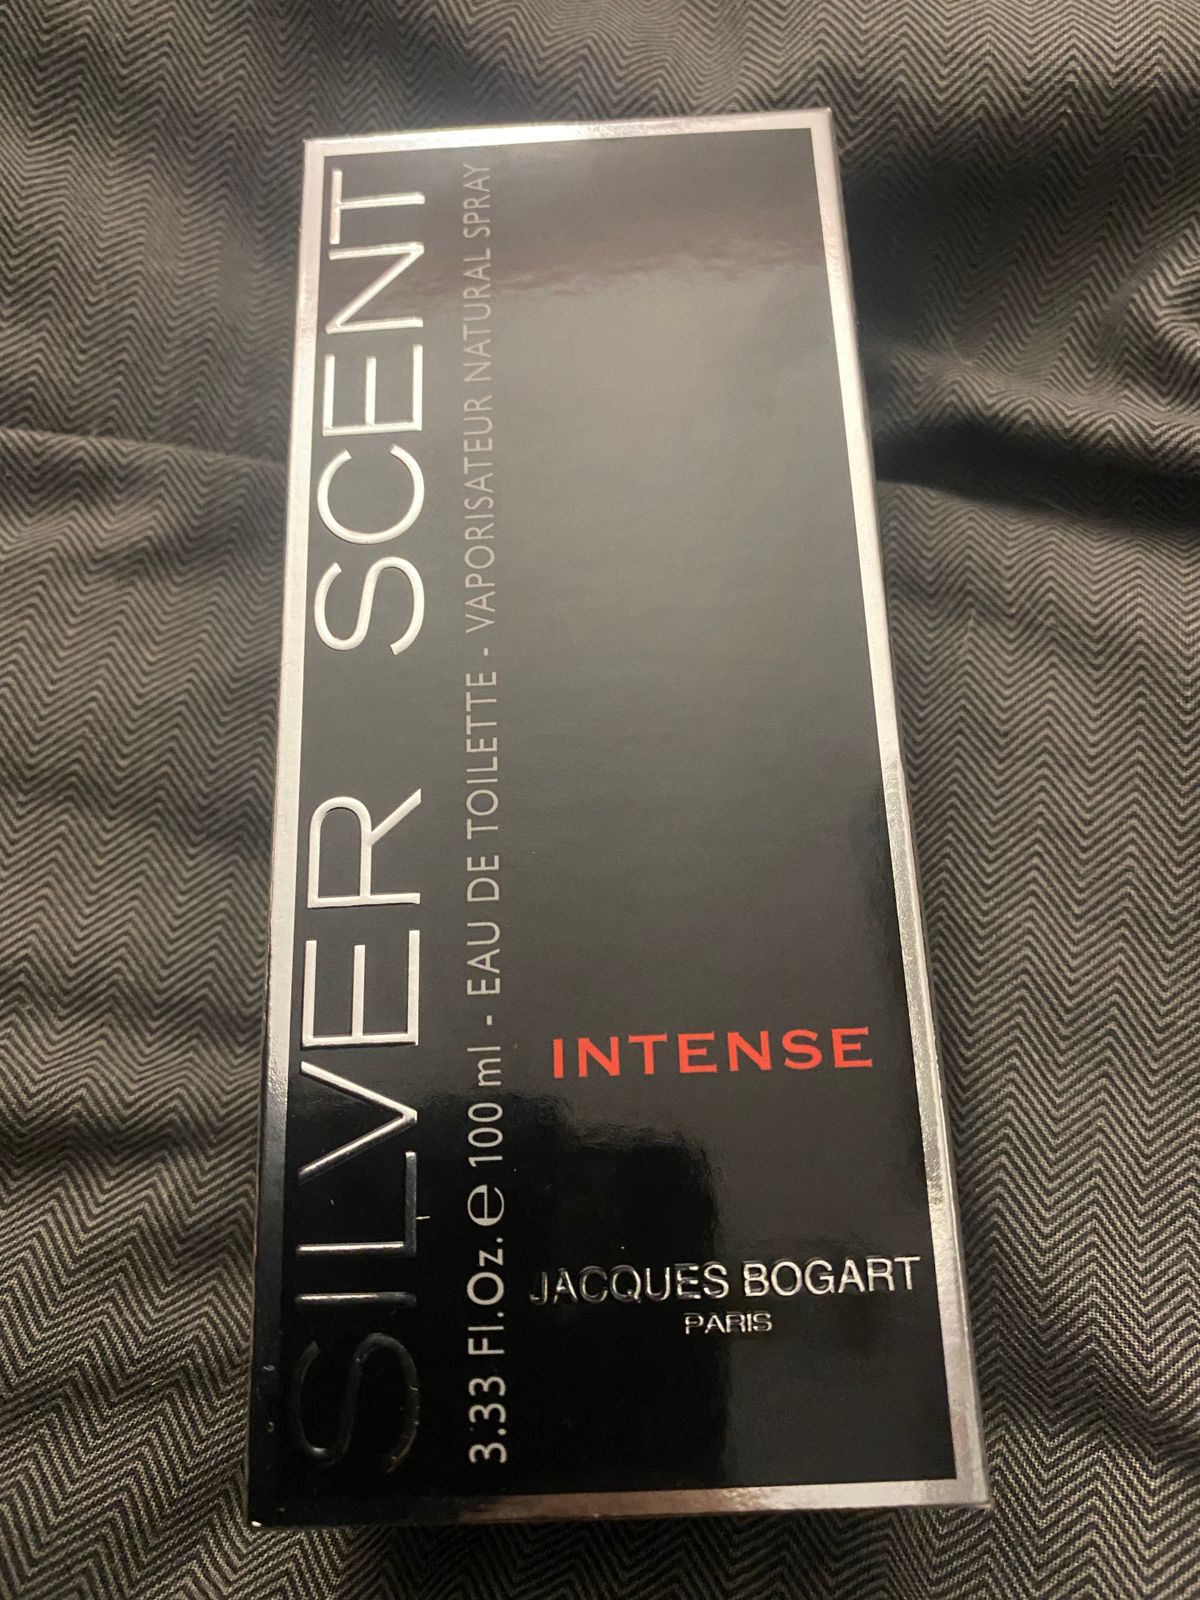 SILVER SCENT
3.33 Fl.Oz. ℮ 100 ml - EAU DE TOILETTE - VAPORISATEUR NATURAL SPRAY
INTENSE
JACQUES BOGART
PARIS